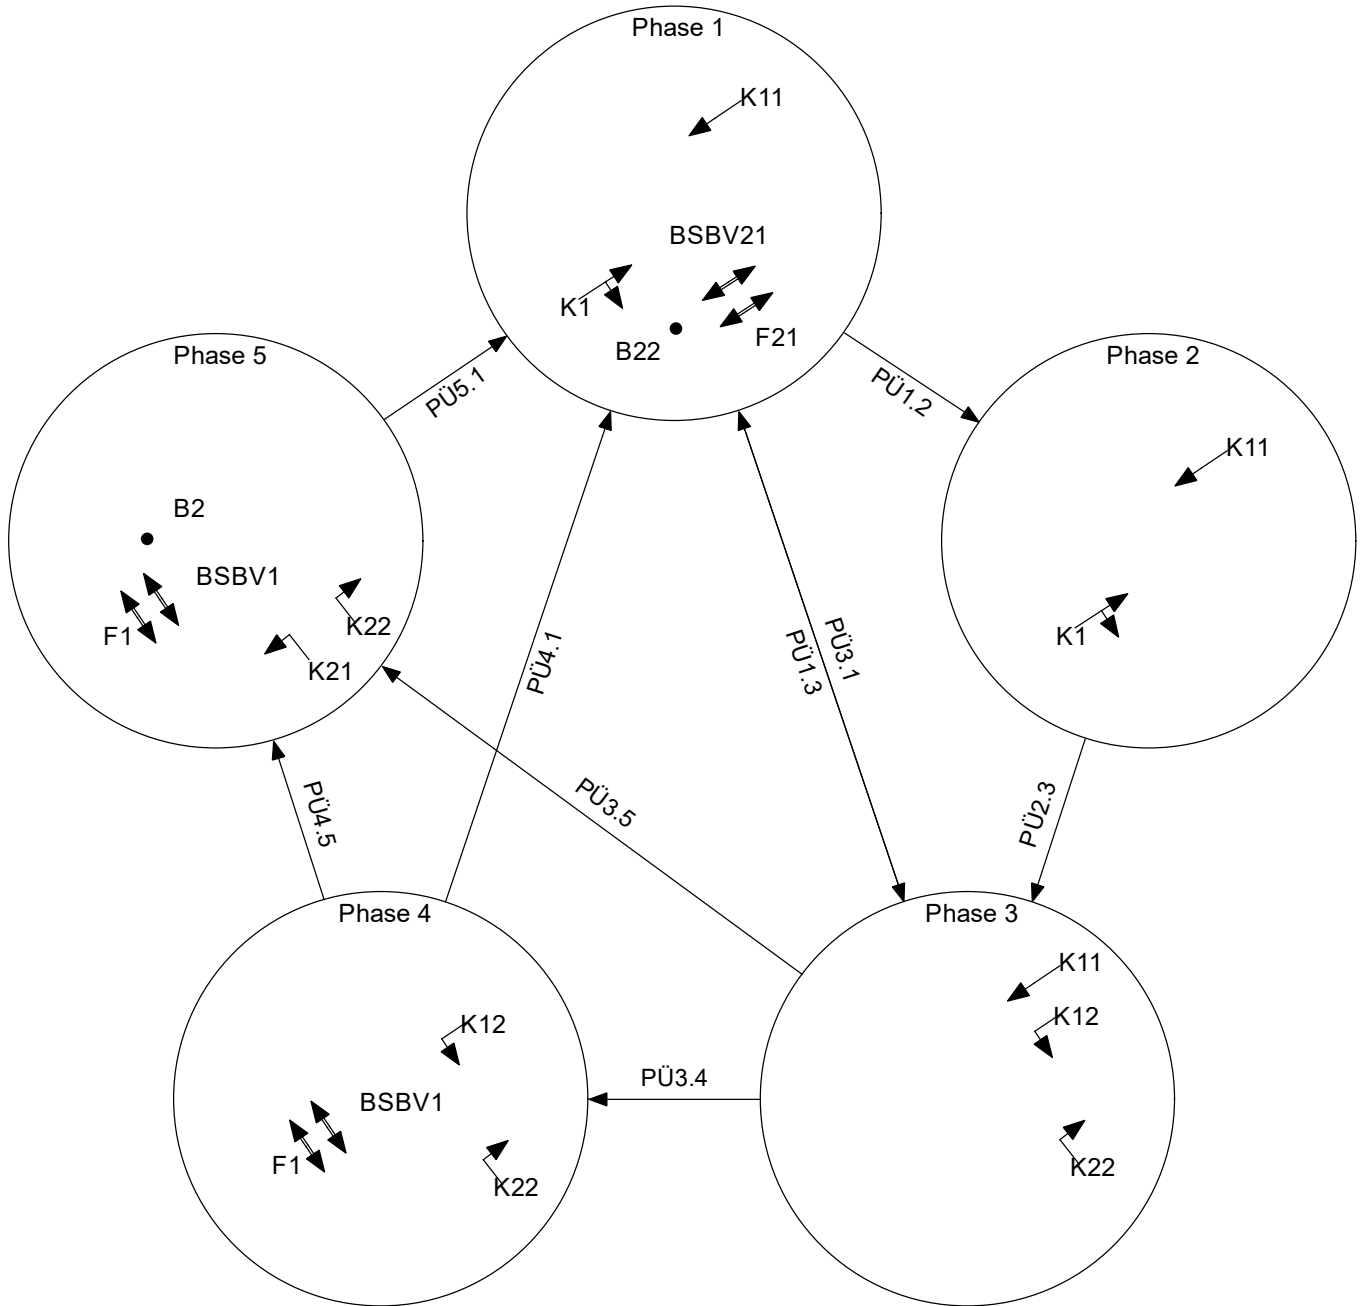 Phase 1
K11
BSBV21
K1
B22
F21
Phase 5
PÜ5.1
PÜ1.2
Phase 2
K11
B2
BSBV1
F1
K22
K21
K1
PÜ4.1
PÜ3.1
PÜ1.3
PÜ4.5
PÜ3.5
PÜ2.3
Phase 4
K12
BSBV1
F1
K22
PÜ3.4
Phase 3
K11
K12
K22